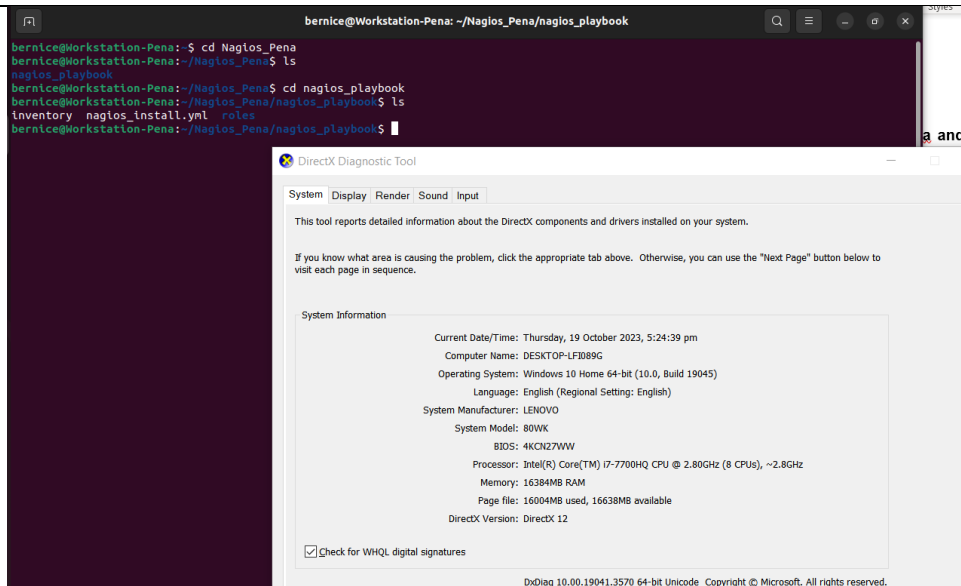 Styles
bernice@Workstation-Pena: ~/Nagios_Pena/nagios_playbook
bernice@Workstation-Pena:~$ cd Nagios_Pena
bernice@Workstation-Pena:~/Nagios_Pena$ ls
nagios_playbook
bernice@Workstation-Pena:~/Nagios_Pena$ cd nagios_playbook
bernice@Workstation-Pena:~/Nagios_Pena/nagios_playbook$ ls
inventory nagios_install.yml roles
bernice@Workstation-Pena:~/Nagios_Pena/nagios_playbook$
a and
DirectX Diagnostic Tool
System Display Render Sound Input
This tool reports detailed information about the DirectX components and drivers installed on your system.
If you know what area is causing the problem, click the appropriate tab above. Otherwise, you can use the "Next Page" button below to
visit each page in sequence.
System Information
Current Date/Time: Thursday, 19 October 2023, 5:24:39 pm
Computer Name: DESKTOP-LFI089G
Operating System: Windows 10 Home 64-bit (10.0, Build 19045)
Language: English (Regional Setting: English)
System Manufacturer: LENOVO
System Model: 80WK
BIOS: 4KCN27WW
Processor: Intel(R) Core(TM) i7-7700HQ CPU @ 2.80GHz (8 CPUs), ~2.8GHz
Memory: 16384MB RAM
Page file: 16004MB used, 16638MB available
DirectX Version: DirectX 12
Check for WHQL digital signatures
DxDiag 10.00.19041.3570 64-bit Unicode Copyright © Microsoft. All rights reserved.